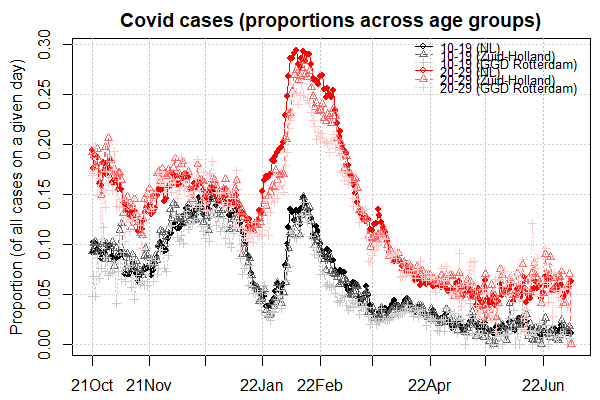 Covid cases (proportions across age groups)
Proportion (of all cases on a given day)
0.30
0.25
0.20
0.15
0.10
0.05
0.00
10-19 (NL)
10-19 (Zuid-Holland)
10-19 (GGD Rotterdam)
20-29 (NL)
20-29 (Zuid-Holland)
20-29 (GGD Rotterdam)
21Oct 21Nov 22Jan 22Feb 22Apr 22Jun